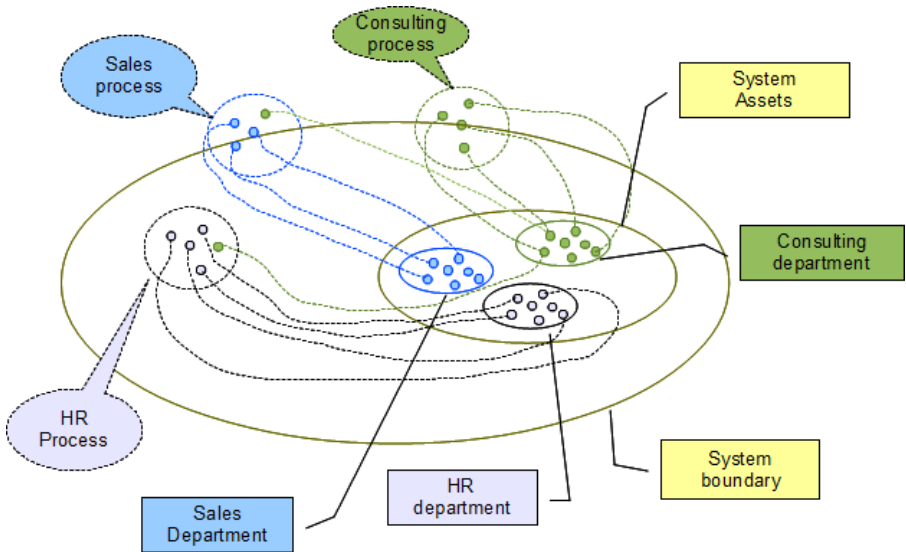 Consulting
process
Sales
process
System
Assets
Consulting
department
HR
Process
System
boundary
HR
department
Sales
Department